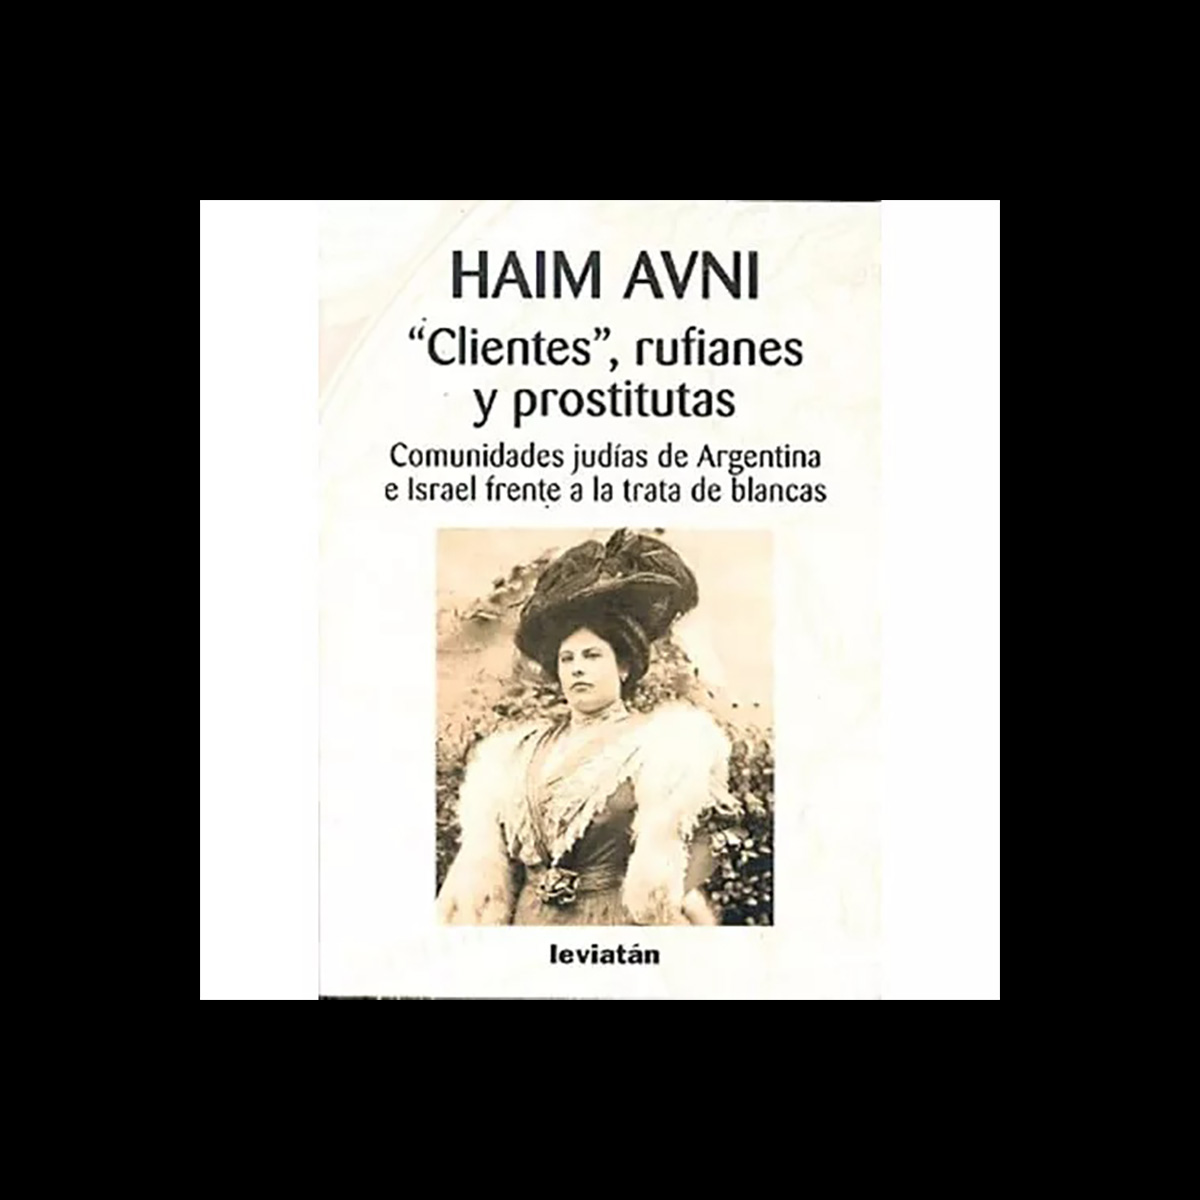 HAIM AVNI
“Clientes”, rufianes
y prostitutas
Comunidades judías de Argentina
e Israel frente a la trata de blancas
leviatán